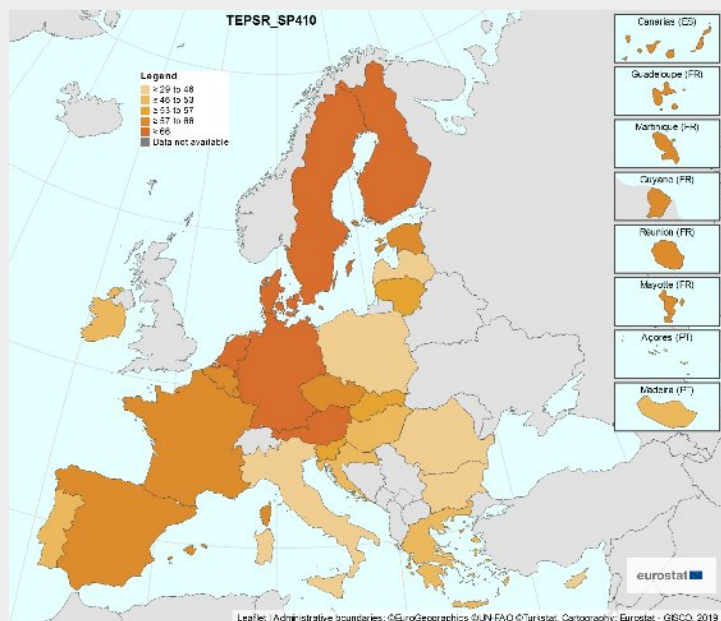 TEPSR_SP410
Legend
≥ 29 to 46
≥ 46 to 53
≥ 53 to 57
≥ 57 to 66
≥ 66
Data not available
Canarias (ES)
Guadeloupe (FR)
Martinique (FR)
Guyane (FR)
Réunion (FR)
Mayotte (FR)
Açores (PT)
Madeira (PT)
eurostat
Leaflet | Administrative boundaries: ©EuroGeographics ©UN-FAO ©Turkstat, Cartography: Eurostat - GISCO, 2019